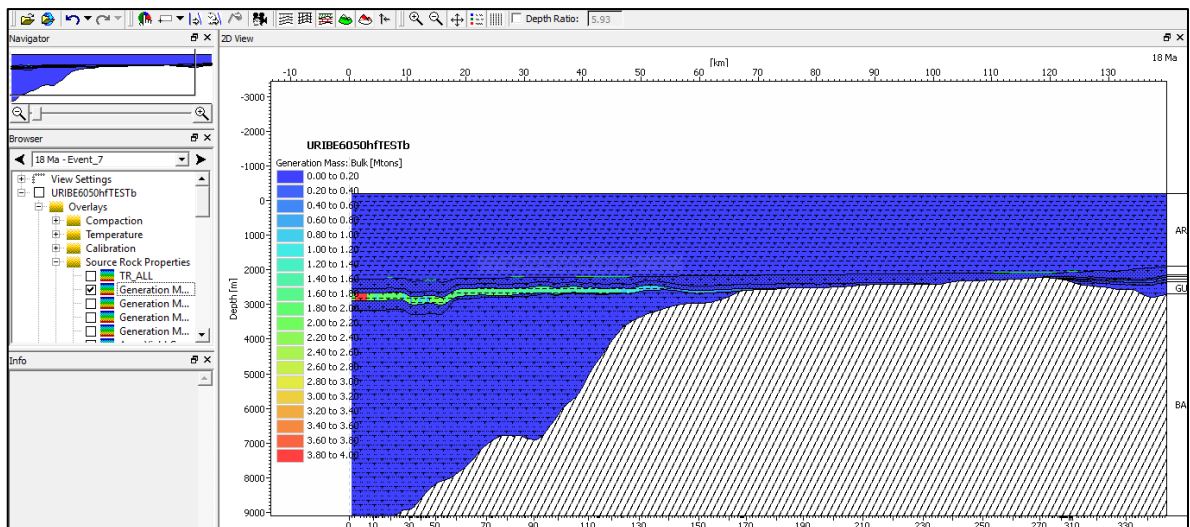 Depth Ratio: 5.93
Navigator
2D View
[km]
18 Ma
-10 0 10 20 30 40 50 60 70 80 90 100 110 120 130
Browser
18 Ma - Event_7
View Settings
URIBE6050hfTESTb
Overlays
Compaction
Temperature
Calibration
Source Rock Properties
TR_ALL
Generation M...
Generation M...
Generation M...
Generation M...
Info
URIBE6050hfTESTb
Generation Mass: Bulk [Mtons]
0.00 to 0.20
0.20 to 0.40
0.40 to 0.60
0.60 to 0.80
0.80 to 1.00
1.00 to 1.20
1.20 to 1.40
1.40 to 1.60
1.60 to 1.80
1.80 to 2.00
2.00 to 2.20
2.20 to 2.40
2.40 to 2.60
2.60 to 2.80
2.80 to 3.00
3.00 to 3.20
3.20 to 3.40
3.40 to 3.60
3.60 to 3.80
3.80 to 4.00
Depth [m]
-3000
-2000
-1000
0
1000
2000
3000
4000
5000
6000
7000
8000
9000
AR
GU
BA
0 10 30 50 70 90 110 130 150 170 190 210 230 250 270 290 310 330